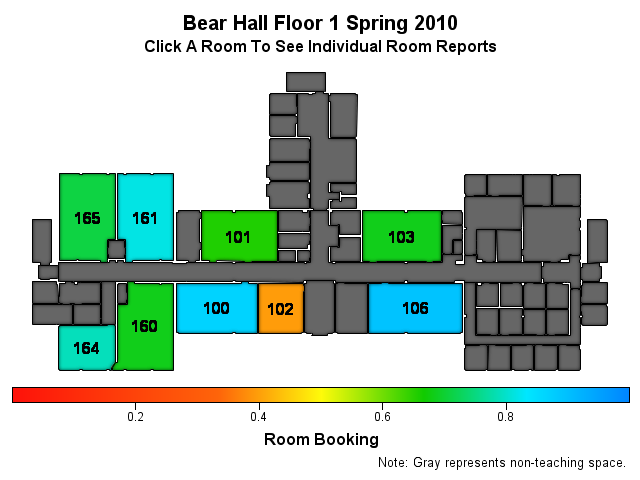 Bear Hall Floor 1 Spring 2010
Click A Room To See Individual Room Reports
165
161
101
103
100
102
106
160
164
0.2 0.4 0.6 0.8
Room Booking
Note: Gray represents non-teaching space.